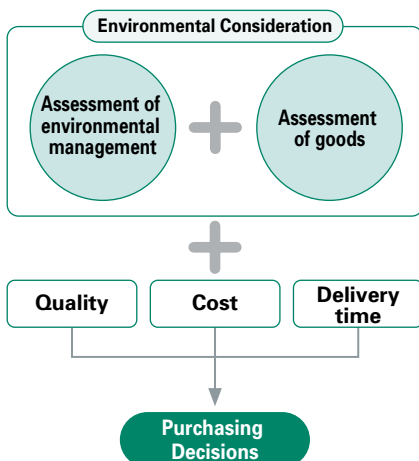 Environmental Consideration
Assessment of
environmental
management
Assessment
of goods
Quality
Cost
Delivery
time
Purchasing
Decisions